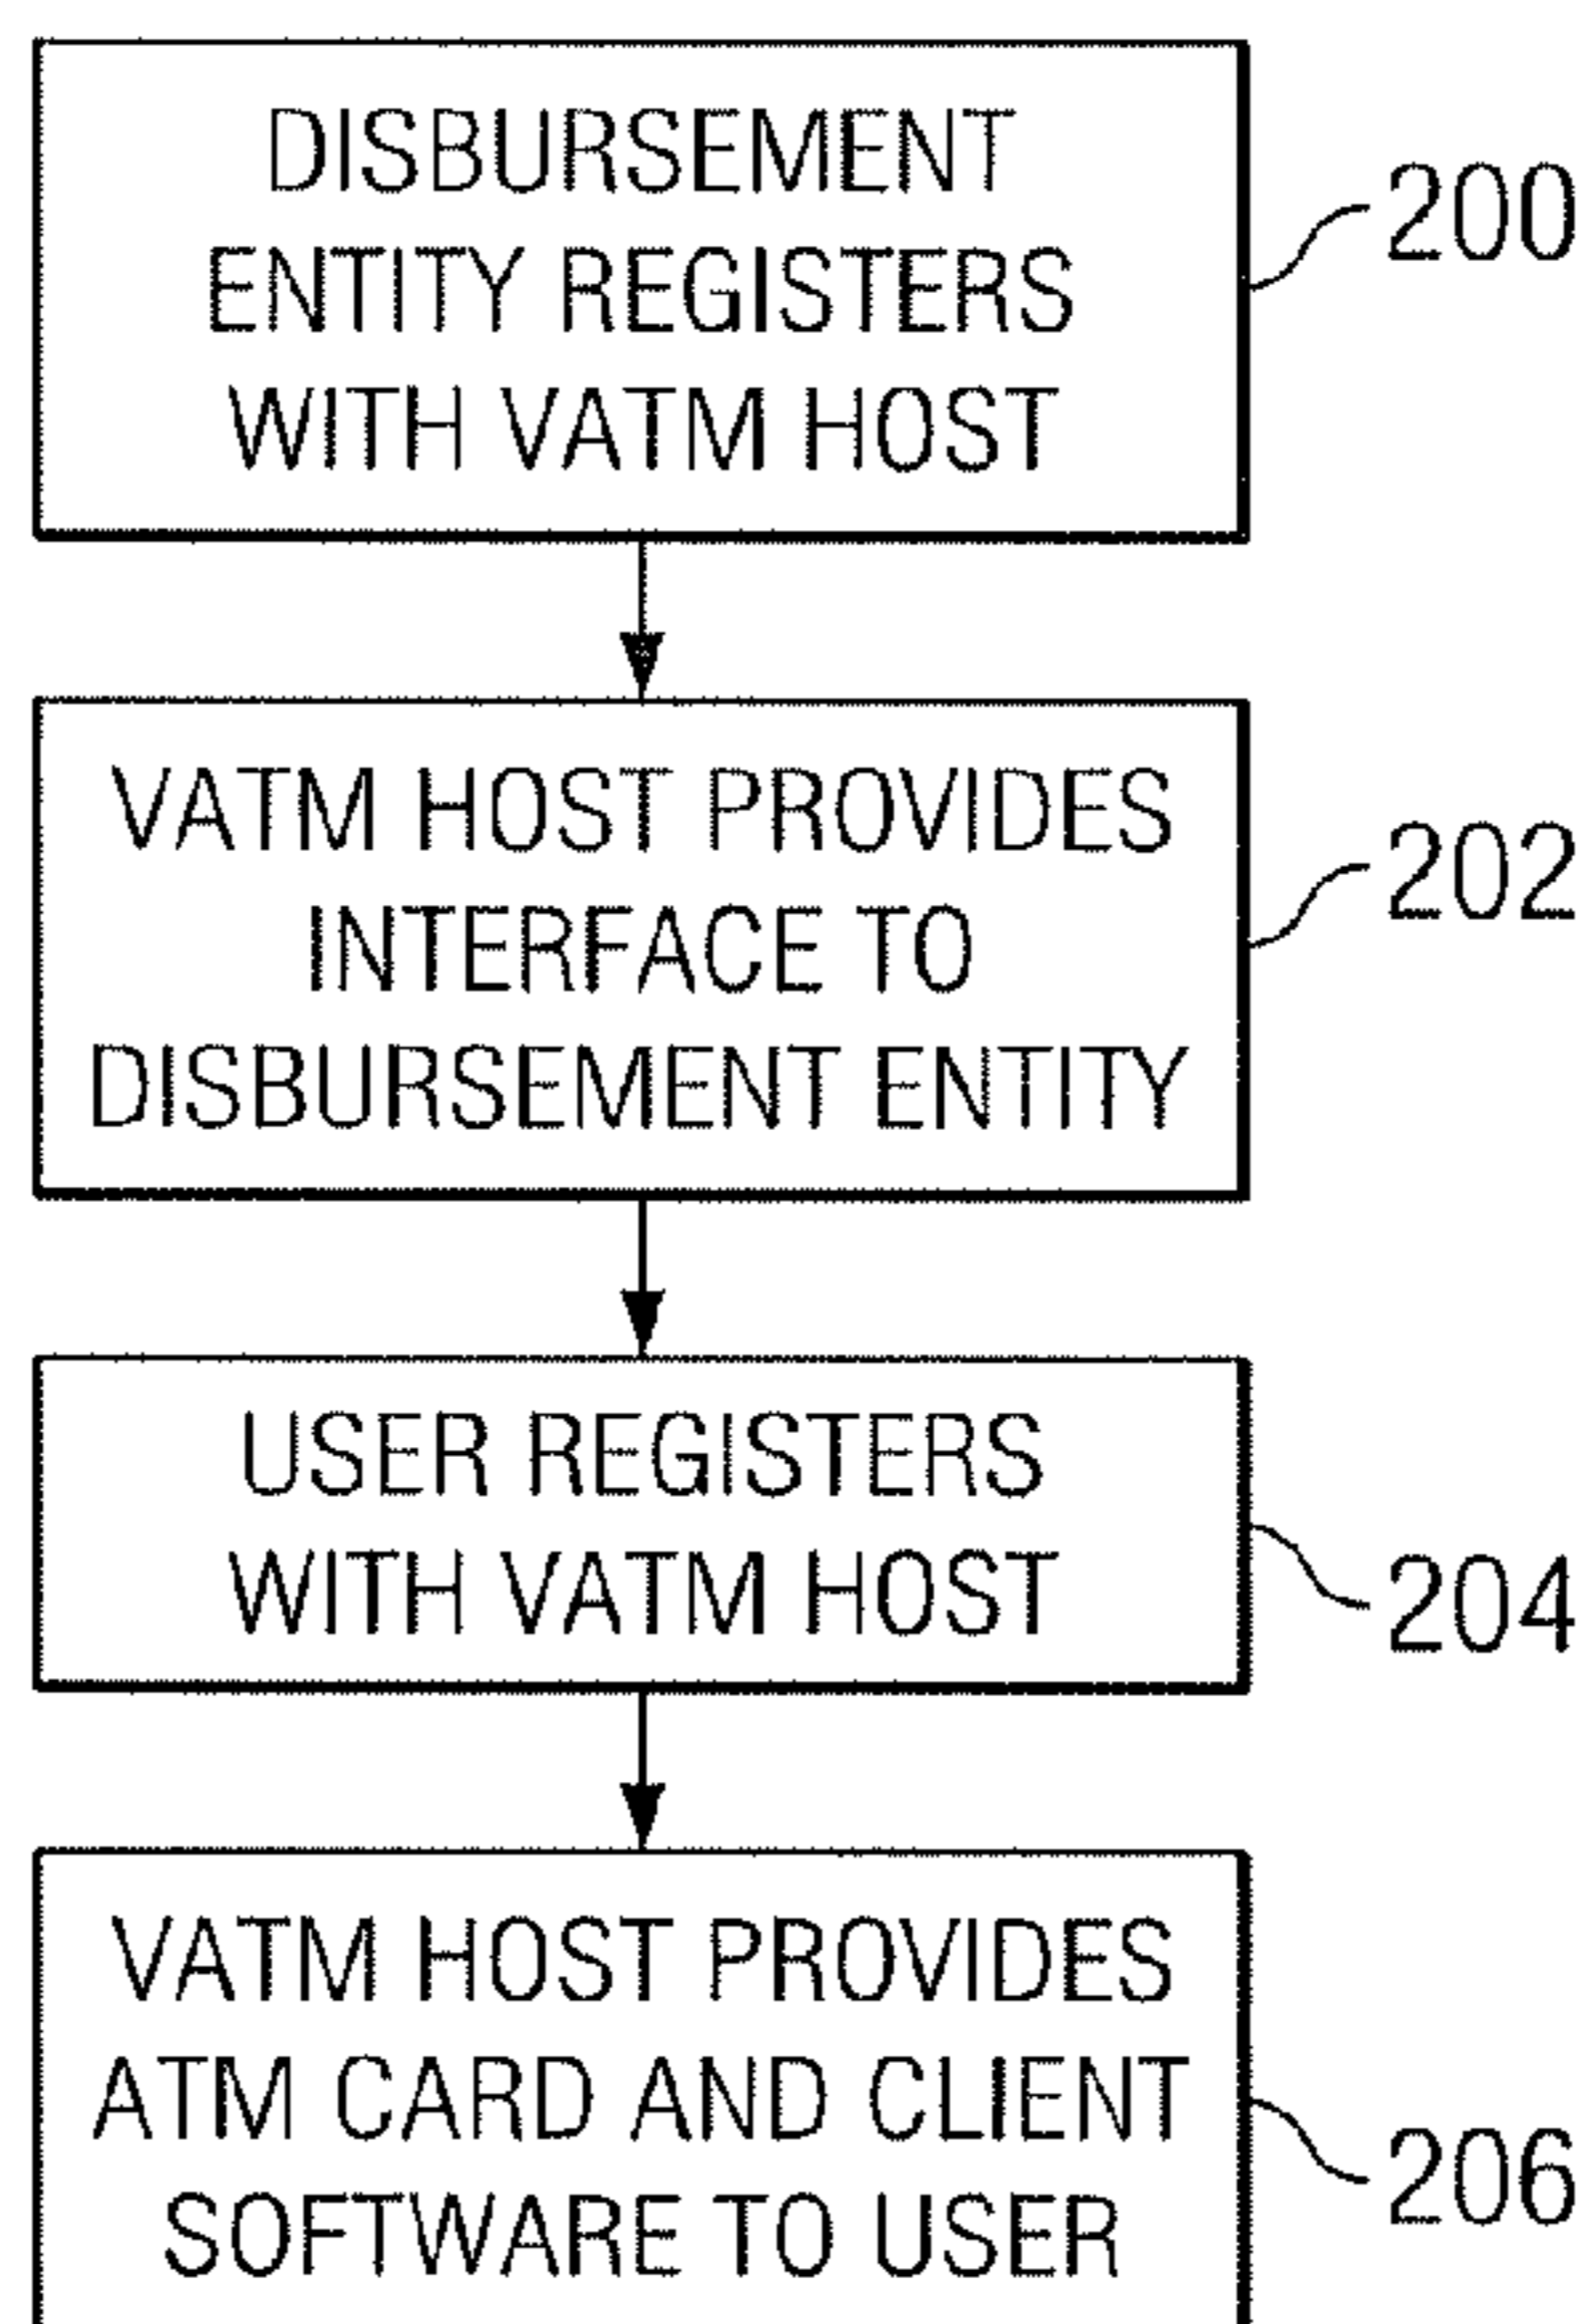 DISBURSEMENT
ENTITY REGISTERS
WITH VATM HOST
200
VATM HOST PROVIDES
INTERFACE TO
DISBURSEMENT ENTITY
202
USER REGISTERS
WITH VATM HOST
204
VATM HOST PROVIDES
ATM CARD AND CLIENT
SOFTWARE TO USER
206